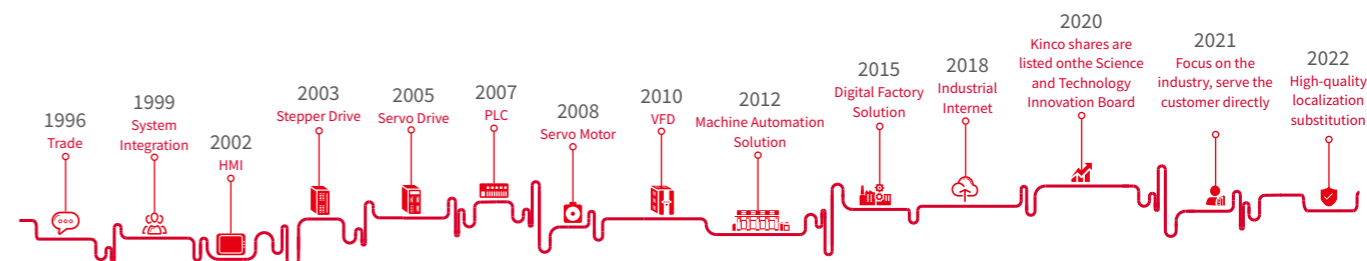 1996
Trade
1999
System
Integration
2002
HMI
2003
Stepper Drive
2005
Servo Drive
2007
PLC
2008
Servo Motor
2010
VFD
2012
Machine Automation
Solution
2015
Digital Factory
Solution
2018
Industrial
Internet
2020
Kinco shares are
listed onthe Science
and Technology
Innovation Board
2021
Focus on the
industry, serve the
customer directly
2022
High-quality
localization
substitution